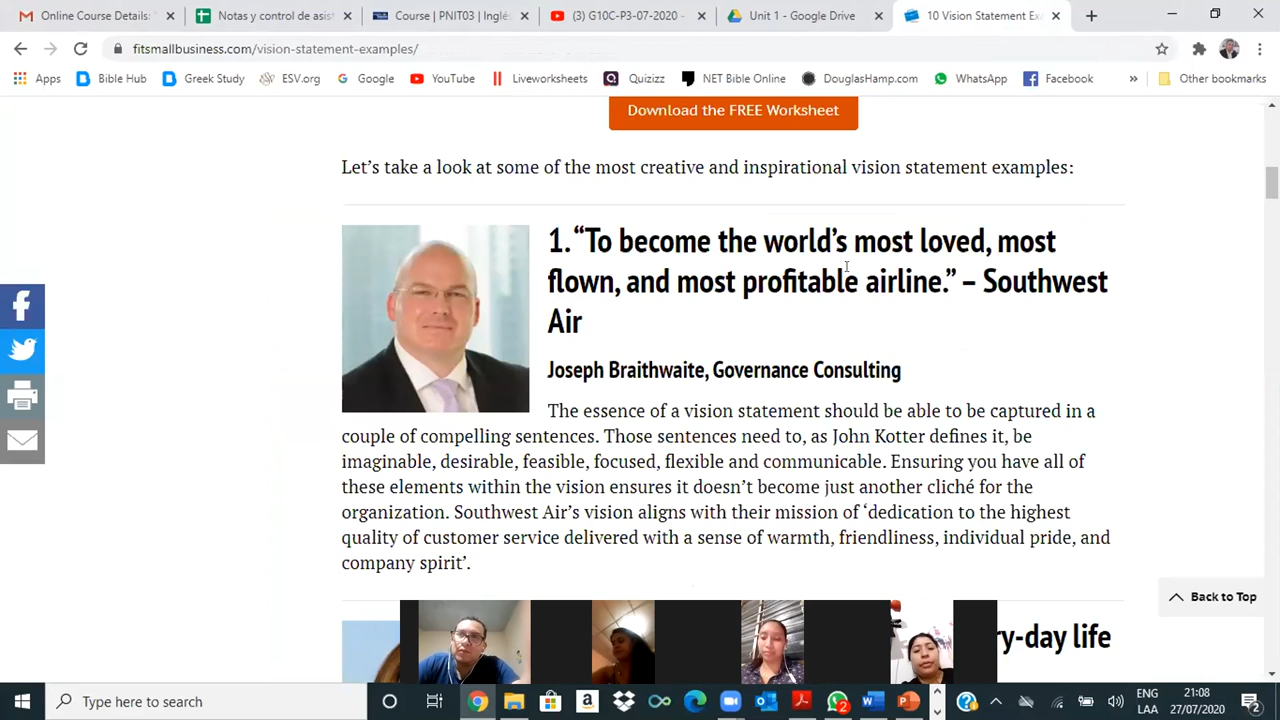 Online Course Details:
Notas y control de asis
Course | PNIT03 | Inglé
(3) G10C-P3-07-2020 -
Unit 1 - Google Drive
10 Vision Statement Ex
fitsmallbusiness.com/vision-statement-examples/
Apps
Bible Hub
Greek Study
ESV.org
Google
YouTube
Liveworksheets
Quizizz
NET Bible Online
DouglasHamp.com
WhatsApp
Facebook
Other bookmarks
Download the FREE Worksheet
Let’s take a look at some of the most creative and inspirational vision statement examples:
1. “To become the world’s most loved, most
flown, and most profitable airline.” – Southwest
Air
Joseph Braithwaite, Governance Consulting
The essence of a vision statement should be able to be captured in a
couple of compelling sentences. Those sentences need to, as John Kotter defines it, be
imaginable, desirable, feasible, focused, flexible and communicable. Ensuring you have all of
these elements within the vision ensures it doesn’t become just another cliché for the
organization. Southwest Air’s vision aligns with their mission of ‘dedication to the highest
quality of customer service delivered with a sense of warmth, friendliness, individual pride, and
company spirit’.
Back to Top
ry-day life
Type here to search
ENG
LAA
21:08
27/07/2020